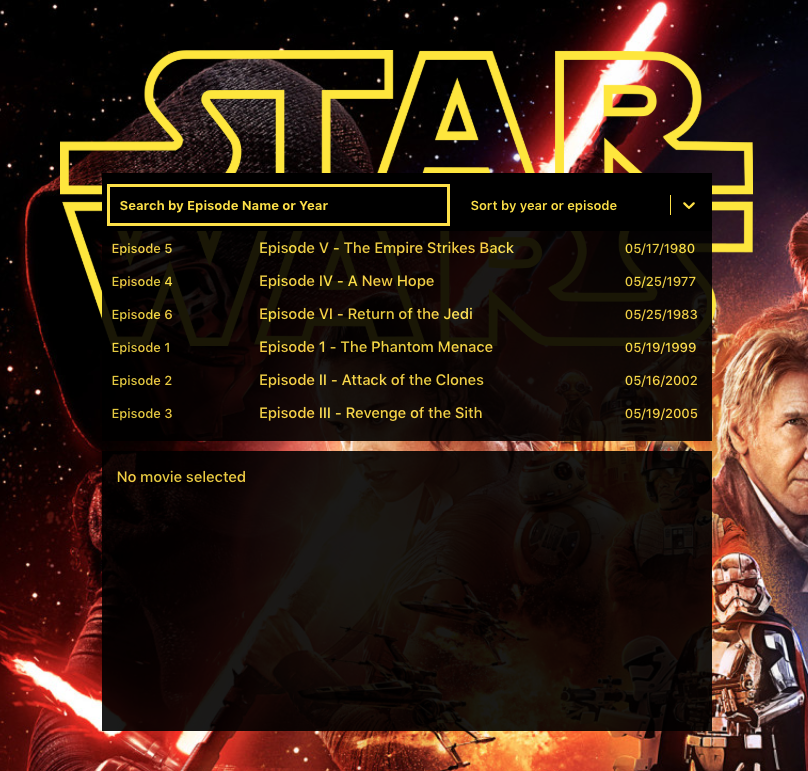 STAR
WARS
Search by Episode Name or Year Sort by year or episode
Episode 5 Episode V - The Empire Strikes Back 05/17/1980
Episode 4 Episode IV - A New Hope 05/25/1977
Episode 6 Episode VI - Return of the Jedi 05/25/1983
Episode 1 Episode 1 - The Phantom Menace 05/19/1999
Episode 2 Episode II - Attack of the Clones 05/16/2002
Episode 3 Episode III - Revenge of the Sith 05/19/2005
No movie selected